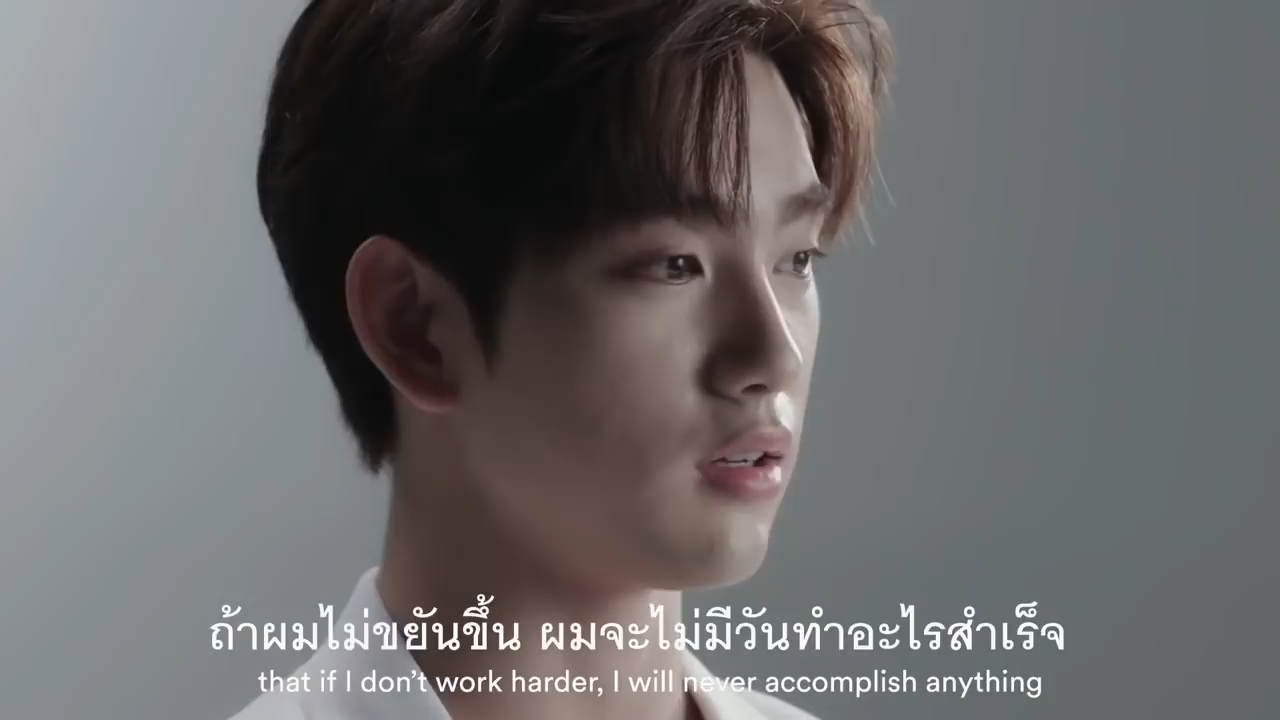 ถ้าผมไม่ขยันขึ้น ผมจะไม่มีวันทำอะไรสำเร็จ
that if I don’t work harder, I will never accomplish anything